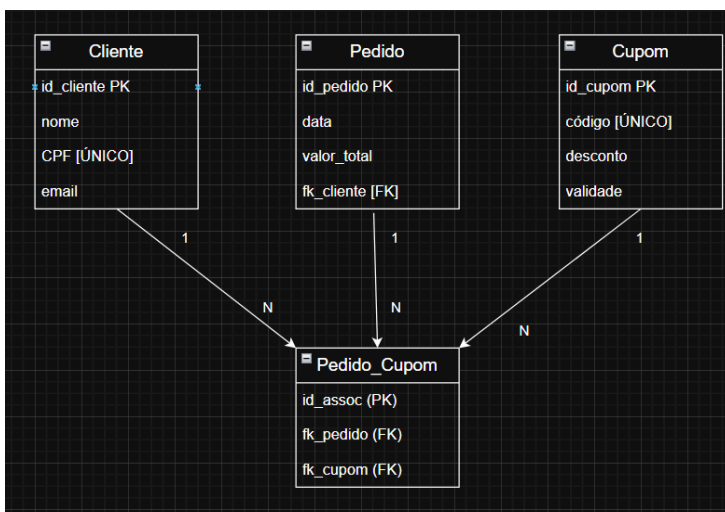 Cliente
id_cliente PK
nome
CPF [ÚNICO]
email
Pedido
id_pedido PK
data
valor_total
fk_cliente [FK]
Cupom
id_cupom PK
código [ÚNICO]
desconto
validade
1
1
1
N
N
N
Pedido_Cupom
id_assoc (PK)
fk_pedido (FK)
fk_cupom (FK)